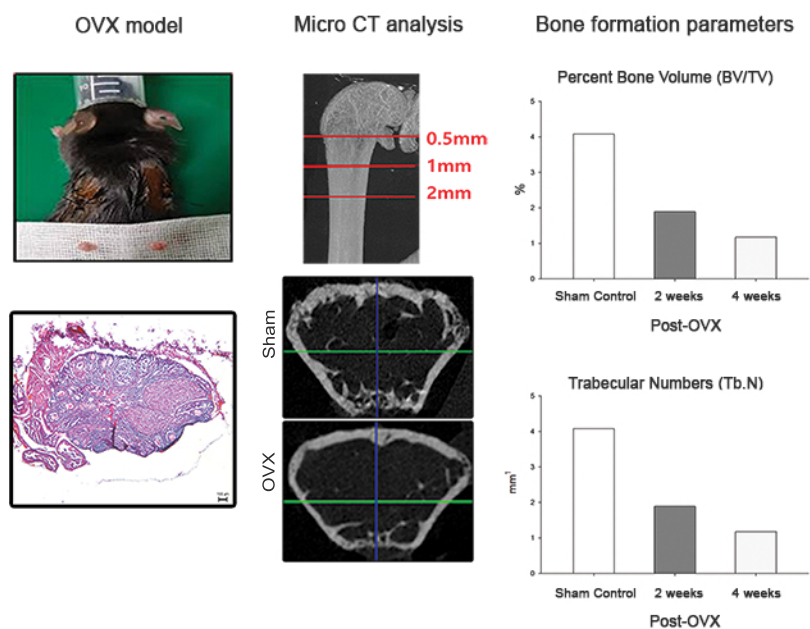 OVX model
Micro CT analysis
Bone formation parameters
0.5mm
1mm
2mm
Sham
OVX
Percent Bone Volume (BV/TV)
%
5
4
3
2
1
0
Sham Control 2 weeks 4 weeks
Post-OVX
Trabecular Numbers (Tb.N)
mm¹
5
4
3
2
1
0
Sham Control 2 weeks 4 weeks
Post-OVX